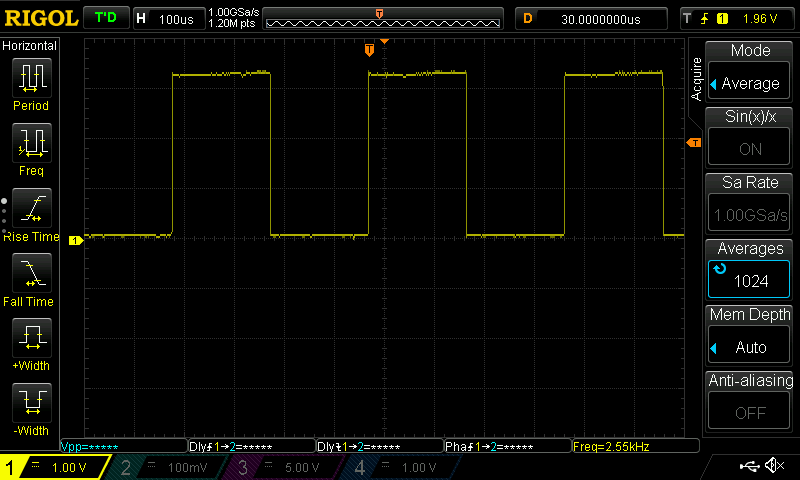 RIGOL T'D H 100us 1.00GSa/s D 30.0000000us T 1 1.96 V
1.20M pts
T
Horizontal
Period
Freq
Rise Time
Fall Time
+Width
-Width
T
T
1
Acquire
Mode
Average
Sin(x)/x
ON
Sa Rate
1.00GSa/s
Averages
1024
Mem Depth
Auto
Anti-aliasing
OFF
Vpp=***** Dly1→2=***** Dly1→2=***** Pha1→2=***** Freq=2.55kHz
1 1.00 V 2 100mV 3 5.00 V 4 1.00 V